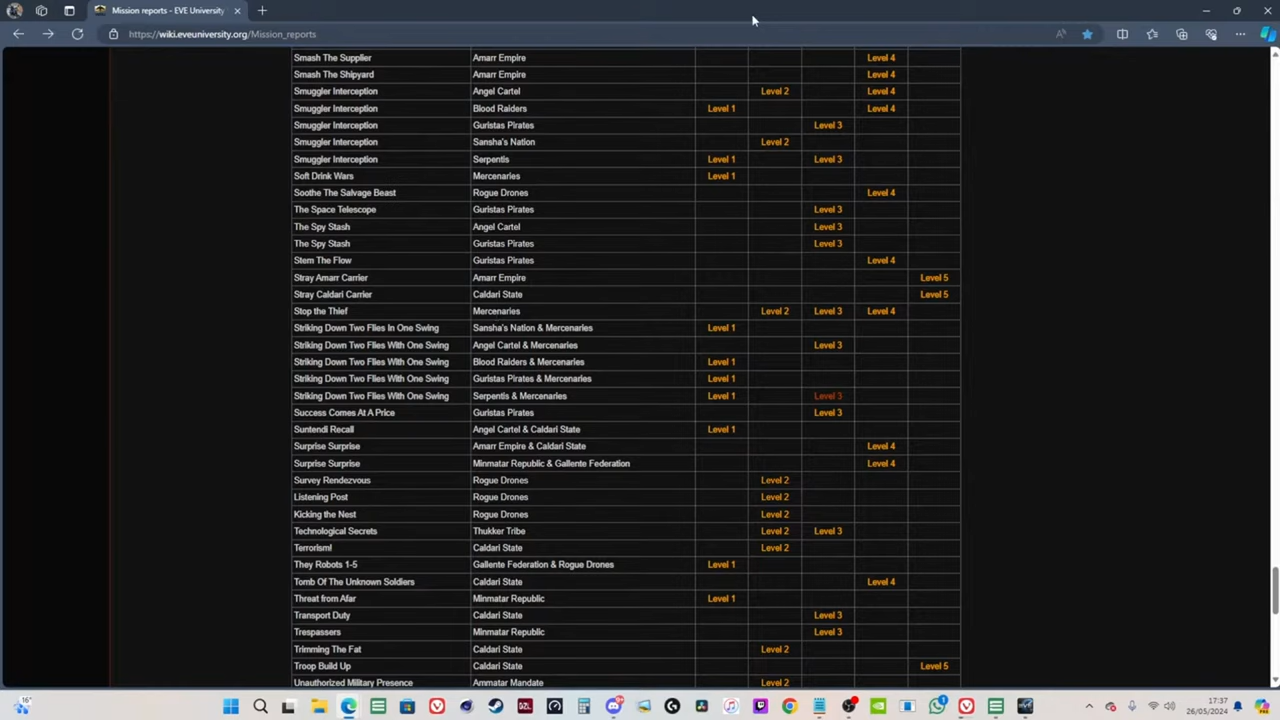 Mission reports - EVE University
https://wiki.eveuniversity.org/Mission_reports
Smash The Supplier Amarr Empire Level 4
Smash The Shipyard Amarr Empire Level 4
Smuggler Interception Angel Cartel Level 2 Level 4
Smuggler Interception Blood Raiders Level 1 Level 4
Smuggler Interception Guristas Pirates Level 3
Smuggler Interception Sansha's Nation Level 2
Smuggler Interception Serpentis Level 1 Level 3
Soft Drink Wars Mercenaries Level 1
Soothe The Salvage Beast Rogue Drones Level 4
The Space Telescope Guristas Pirates Level 3
The Spy Stash Angel Cartel Level 3
The Spy Stash Guristas Pirates Level 3
Stem The Flow Guristas Pirates Level 4
Stray Amarr Carrier Amarr Empire Level 5
Stray Caldari Carrier Caldari State Level 5
Stop the Thief Mercenaries Level 2 Level 3 Level 4
Striking Down Two Flies In One Swing Sansha's Nation & Mercenaries Level 1
Striking Down Two Flies With One Swing Angel Cartel & Mercenaries Level 3
Striking Down Two Flies With One Swing Blood Raiders & Mercenaries Level 1
Striking Down Two Flies With One Swing Guristas Pirates & Mercenaries Level 1
Striking Down Two Flies With One Swing Serpentis & Mercenaries Level 1 Level 3
Success Comes At A Price Guristas Pirates Level 3
Suntendi Recall Angel Cartel & Caldari State Level 1
Surprise Surprise Amarr Empire & Caldari State Level 4
Surprise Surprise Minmatar Republic & Gallente Federation Level 4
Survey Rendezvous Rogue Drones Level 2
Listening Post Rogue Drones Level 2
Kicking the Nest Rogue Drones Level 2
Technological Secrets Thukker Tribe Level 2 Level 3
Terrorism! Caldari State Level 2
They Robots 1-5 Gallente Federation & Rogue Drones Level 1
Tomb Of The Unknown Soldiers Caldari State Level 4
Threat from Afar Minmatar Republic Level 1
Transport Duty Caldari State Level 3
Trespassers Minmatar Republic Level 3
Trimming The Fat Caldari State Level 2
Troop Build Up Caldari State Level 5
Unauthorized Military Presence Ammatar Mandate Level 2
16°
17:37
26/05/2024